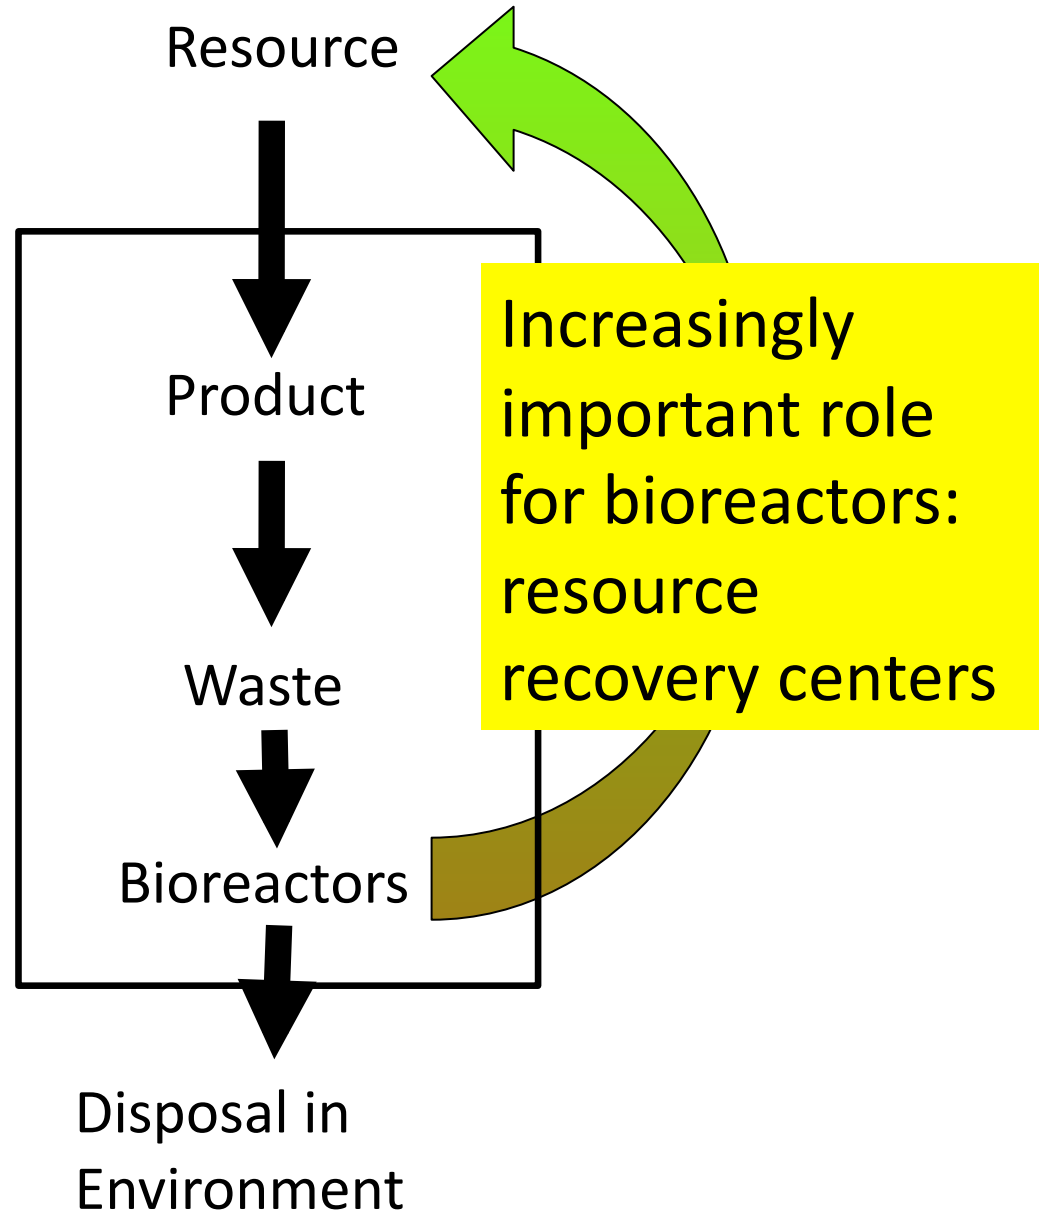 Resource
Product
Waste
Bioreactors
Disposal in
Environment
Increasingly
important role
for bioreactors:
resource
recovery centers